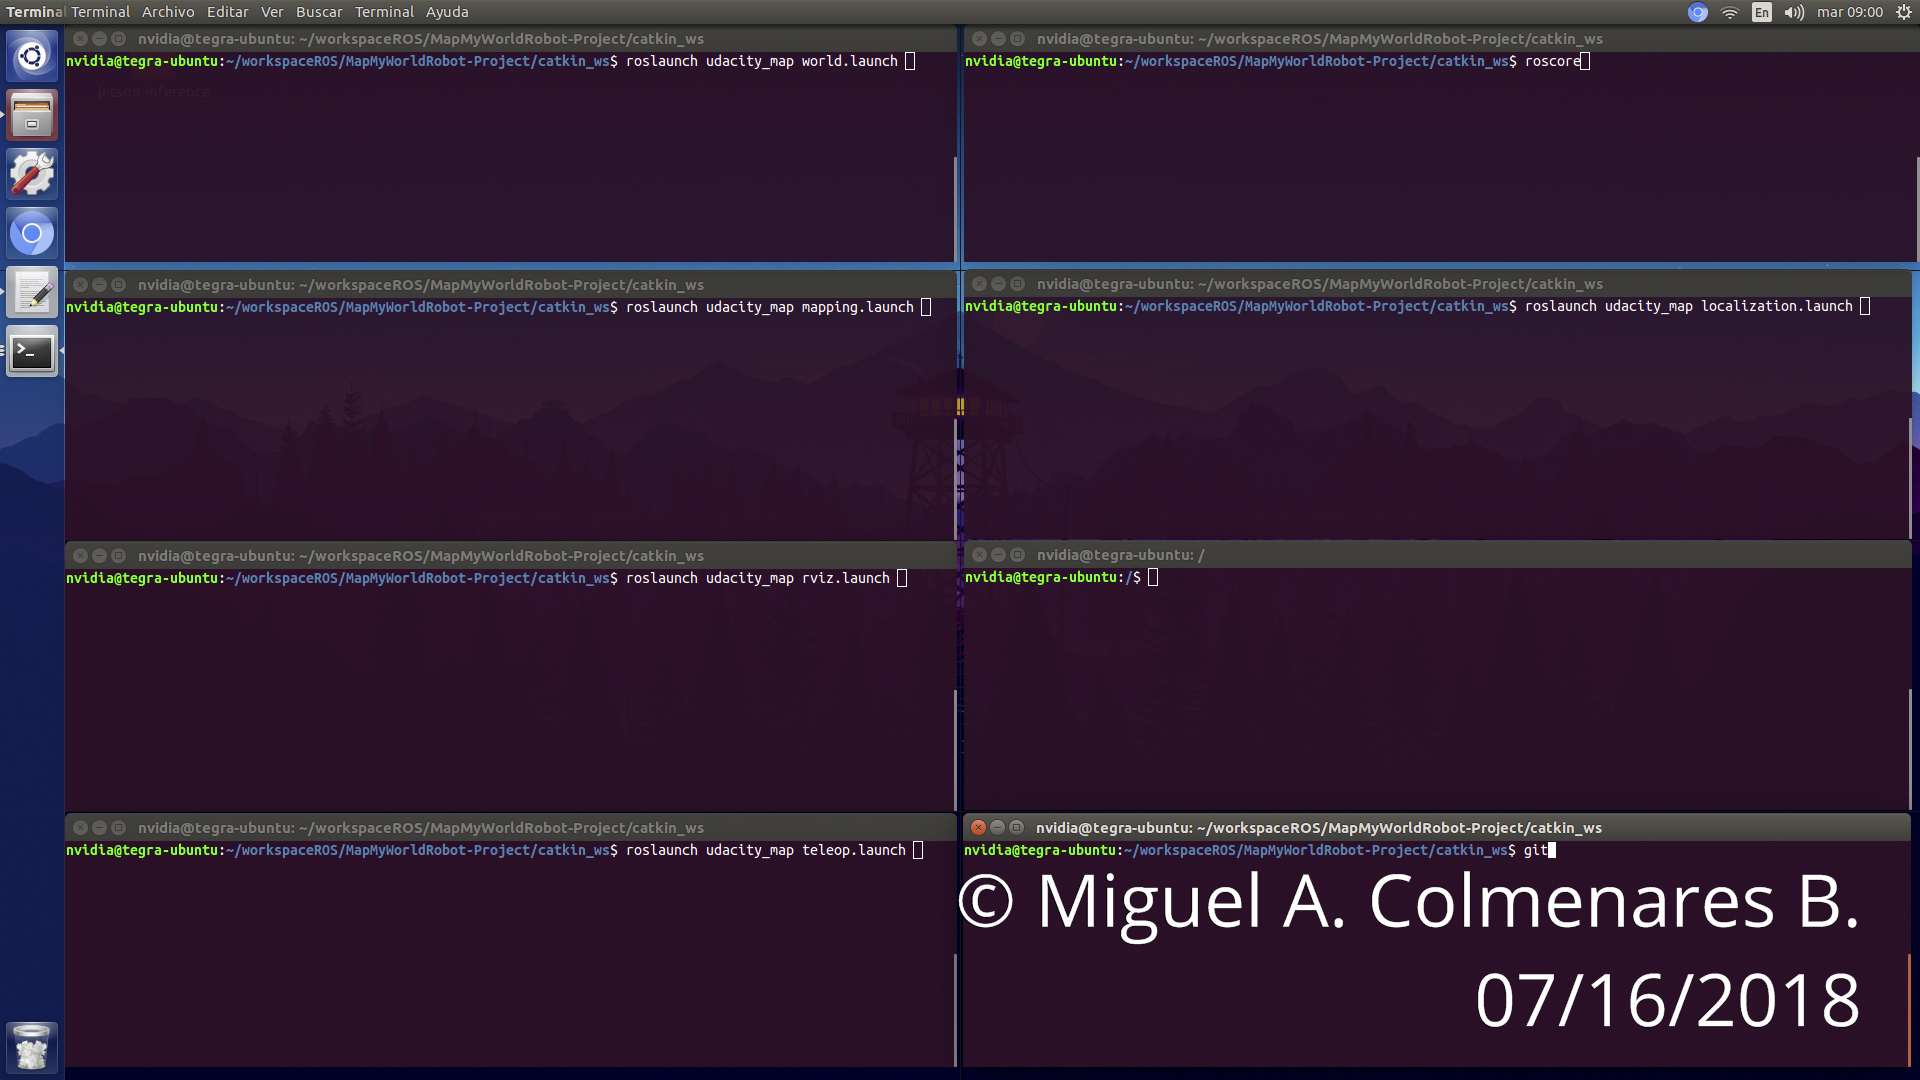 Terminal Terminal Archivo Editar Ver Buscar Terminal Ayuda
En mar 09:00
nvidia@tegra-ubuntu: ~/workspaceROS/MapMyWorldRobot-Project/catkin_ws
nvidia@tegra-ubuntu:~/workspaceROS/MapMyWorldRobot-Project/catkin_ws$ roslaunch udacity_map world.launch
jetson-inference
nvidia@tegra-ubuntu: ~/workspaceROS/MapMyWorldRobot-Project/catkin_ws
nvidia@tegra-ubuntu:~/workspaceROS/MapMyWorldRobot-Project/catkin_ws$ roscore
nvidia@tegra-ubuntu: ~/workspaceROS/MapMyWorldRobot-Project/catkin_ws
nvidia@tegra-ubuntu:~/workspaceROS/MapMyWorldRobot-Project/catkin_ws$ roslaunch udacity_map mapping.launch
nvidia@tegra-ubuntu: ~/workspaceROS/MapMyWorldRobot-Project/catkin_ws
nvidia@tegra-ubuntu:~/workspaceROS/MapMyWorldRobot-Project/catkin_ws$ roslaunch udacity_map localization.launch
nvidia@tegra-ubuntu: ~/workspaceROS/MapMyWorldRobot-Project/catkin_ws
nvidia@tegra-ubuntu:~/workspaceROS/MapMyWorldRobot-Project/catkin_ws$ roslaunch udacity_map rviz.launch
nvidia@tegra-ubuntu: /
nvidia@tegra-ubuntu:/$
nvidia@tegra-ubuntu: ~/workspaceROS/MapMyWorldRobot-Project/catkin_ws
nvidia@tegra-ubuntu:~/workspaceROS/MapMyWorldRobot-Project/catkin_ws$ roslaunch udacity_map teleop.launch
nvidia@tegra-ubuntu: ~/workspaceROS/MapMyWorldRobot-Project/catkin_ws
nvidia@tegra-ubuntu:~/workspaceROS/MapMyWorldRobot-Project/catkin_ws$ git
© Miguel A. Colmenares B.
07/16/2018